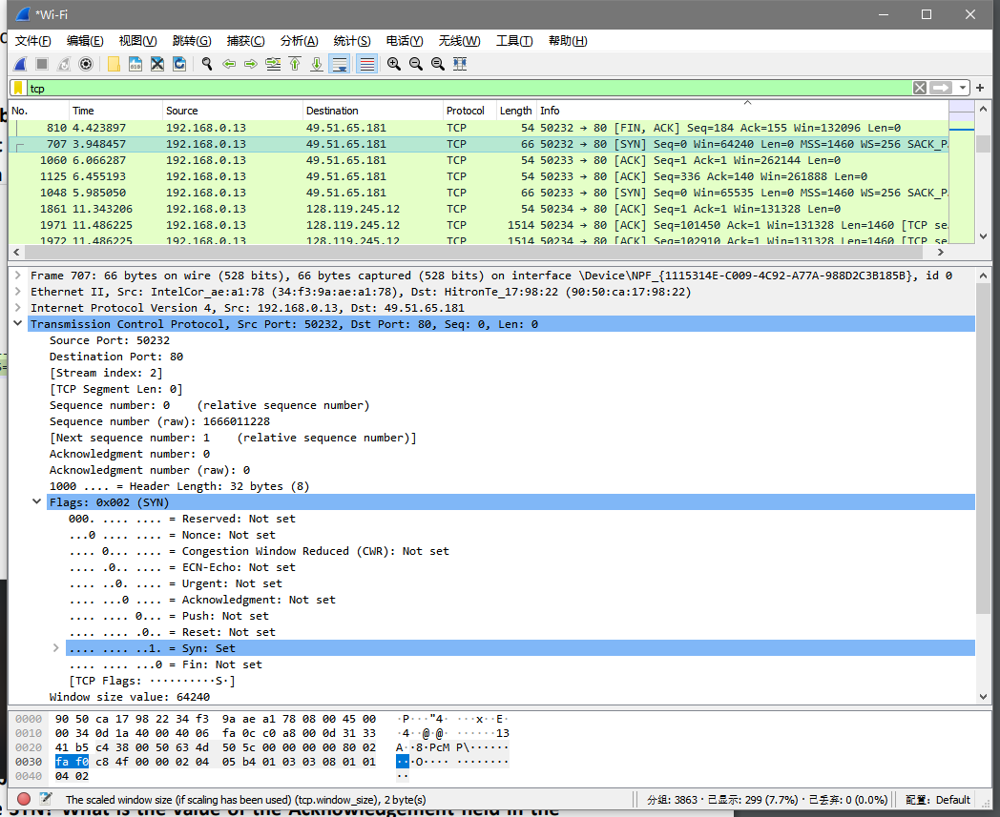 *Wi-Fi
文件(F) 编辑(E) 视图(V) 跳转(G) 捕获(C) 分析(A) 统计(S) 电话(Y) 无线(W) 工具(T) 帮助(H)
tcp
No. Time Source Destination Protocol Length Info
810 4.423897 192.168.0.13 49.51.65.181 TCP 54 50232 → 80 [FIN, ACK] Seq=184 Ack=155 Win=132096 Len=0
707 3.948457 192.168.0.13 49.51.65.181 TCP 66 50232 → 80 [SYN] Seq=0 Win=64240 Len=0 MSS=1460 WS=256 SACK_P
1060 6.066287 192.168.0.13 49.51.65.181 TCP 54 50233 → 80 [ACK] Seq=1 Ack=1 Win=262144 Len=0
1125 6.455193 192.168.0.13 49.51.65.181 TCP 54 50233 → 80 [ACK] Seq=336 Ack=140 Win=261888 Len=0
1048 5.985050 192.168.0.13 49.51.65.181 TCP 66 50233 → 80 [SYN] Seq=0 Win=65535 Len=0 MSS=1460 WS=256 SACK_P
1861 11.343206 192.168.0.13 128.119.245.12 TCP 54 50234 → 80 [ACK] Seq=1 Ack=1 Win=131328 Len=0
1971 11.486225 192.168.0.13 128.119.245.12 TCP 1514 50234 → 80 [ACK] Seq=101450 Ack=1 Win=131328 Len=1460 [TCP se
1972 11.486225 192.168.0.13 128.119.245.12 TCP 1514 50234 → 80 [ACK] Seq=102910 Ack=1 Win=131328 Len=1460 [TCP se
Frame 707: 66 bytes on wire (528 bits), 66 bytes captured (528 bits) on interface \Device\NPF_{1115314E-C009-4C92-A77A-988D2C3B185B}, id 0
Ethernet II, Src: IntelCor_ae:a1:78 (34:f3:9a:ae:a1:78), Dst: HitronTe_17:98:22 (90:50:ca:17:98:22)
Internet Protocol Version 4, Src: 192.168.0.13, Dst: 49.51.65.181
Transmission Control Protocol, Src Port: 50232, Dst Port: 80, Seq: 0, Len: 0
Source Port: 50232
Destination Port: 80
[Stream index: 2]
[TCP Segment Len: 0]
Sequence number: 0 (relative sequence number)
Sequence number (raw): 1666011228
[Next sequence number: 1 (relative sequence number)]
Acknowledgment number: 0
Acknowledgment number (raw): 0
1000 .... = Header Length: 32 bytes (8)
Flags: 0x002 (SYN)
000. .... .... = Reserved: Not set
...0 .... .... = Nonce: Not set
.... 0... .... = Congestion Window Reduced (CWR): Not set
.... .0.. .... = ECN-Echo: Not set
.... ..0. .... = Urgent: Not set
.... ...0 .... = Acknowledgment: Not set
.... .... 0... = Push: Not set
.... .... .0.. = Reset: Not set
.... .... ..1. = Syn: Set
.... .... ...0 = Fin: Not set
[TCP Flags: ··········S·]
Window size value: 64240
0000 90 50 ca 17 98 22 34 f3 9a ae a1 78 08 00 45 00 ·P···"4· ···x··E·
0010 00 34 0d 1a 40 00 40 06 fa 0c c0 a8 00 0d 31 33 ·4··@·@· ······13
0020 41 b5 c4 38 00 50 63 4d 50 5c 00 00 00 00 80 02 A··8·PcM P\······
0030 fa f0 c8 4f 00 00 02 04 05 b4 01 03 03 08 01 01 ···O···· ········
0040 04 02 ··
The scaled window size (if scaling has been used) (tcp.window_size), 2 byte(s) 分组: 3863 · 已显示: 299 (7.7%) · 已丢弃: 0 (0.0%) 配置: Default
SYN? What is the value of the Acknowledgement field in the